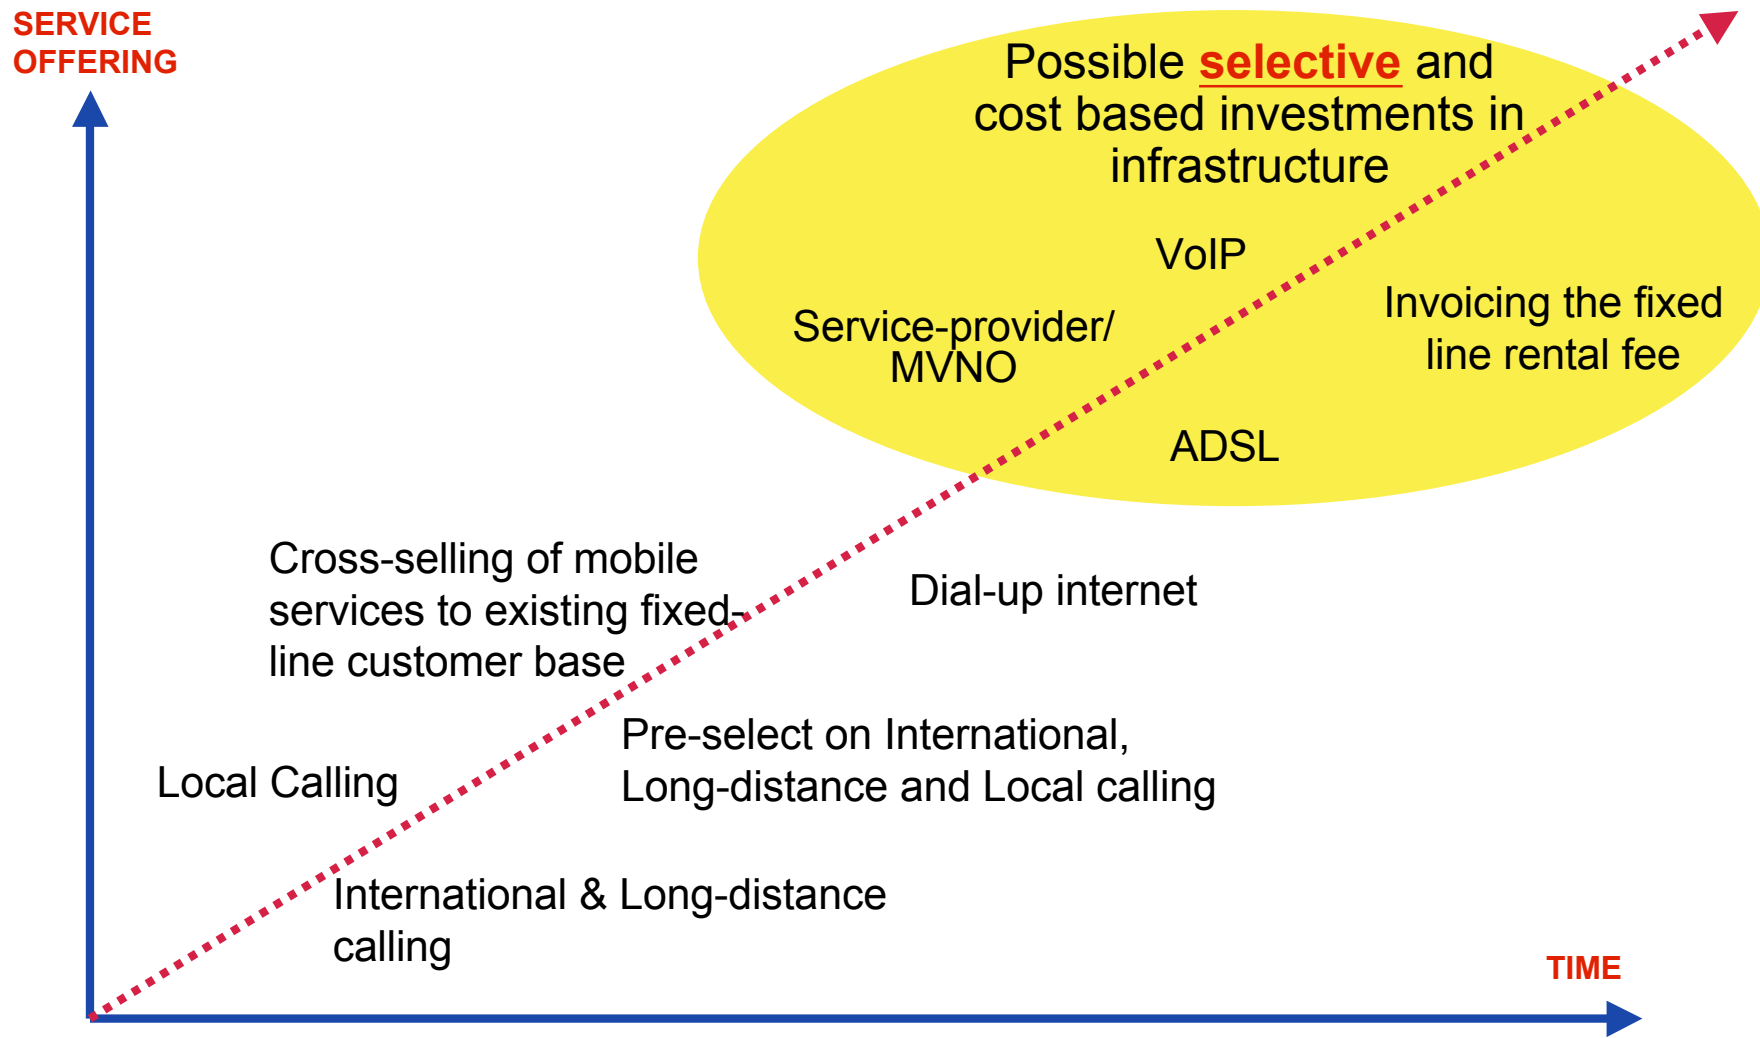 SERVICE
OFFERING
Possible selective and
cost based investments in
infrastructure
VoIP
Invoicing the fixed
line rental fee
Service-provider/
MVNO
ADSL
Cross-selling of mobile
services to existing fixed-
line customer base
Dial-up internet
Pre-select on International,
Long-distance and Local calling
Local Calling
International & Long-distance
calling
TIME